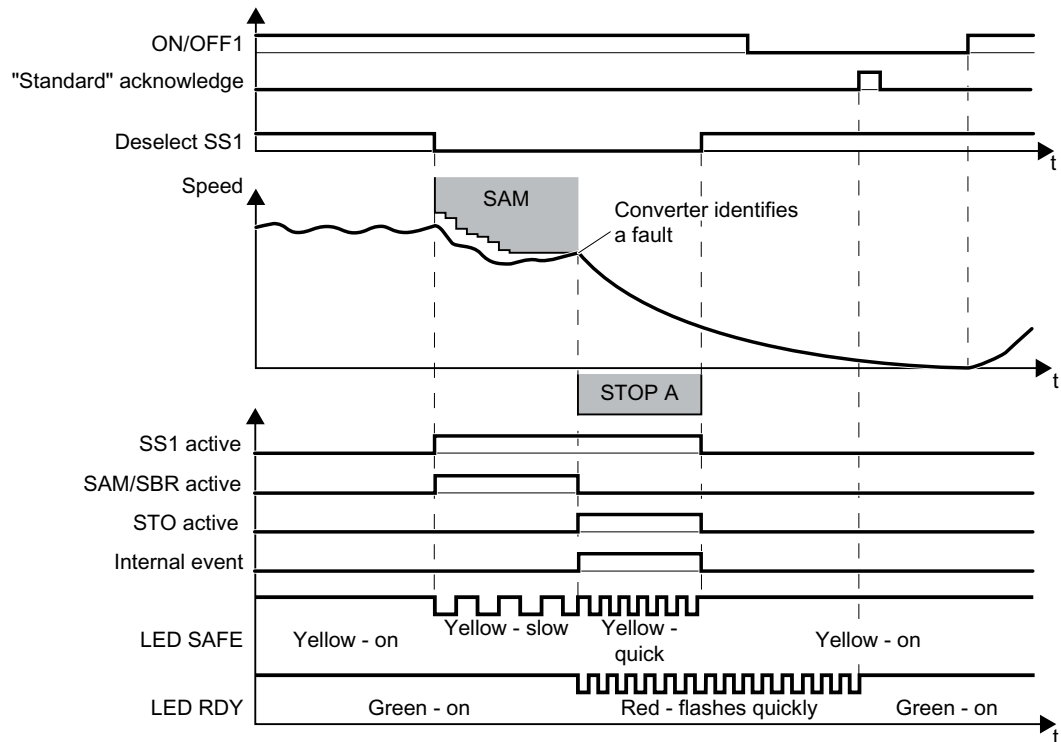 ON/OFF1
"Standard" acknowledge
Deselect SS1
t
Speed
SAM
Converter identifies
a fault
t
STOP A
SS1 active
SAM/SBR active
STO active
Internal event
LED SAFE
Yellow - on
Yellow - slow
Yellow -
quick
Yellow - on
LED RDY
Green - on
Red - flashes quickly
Green - on
t